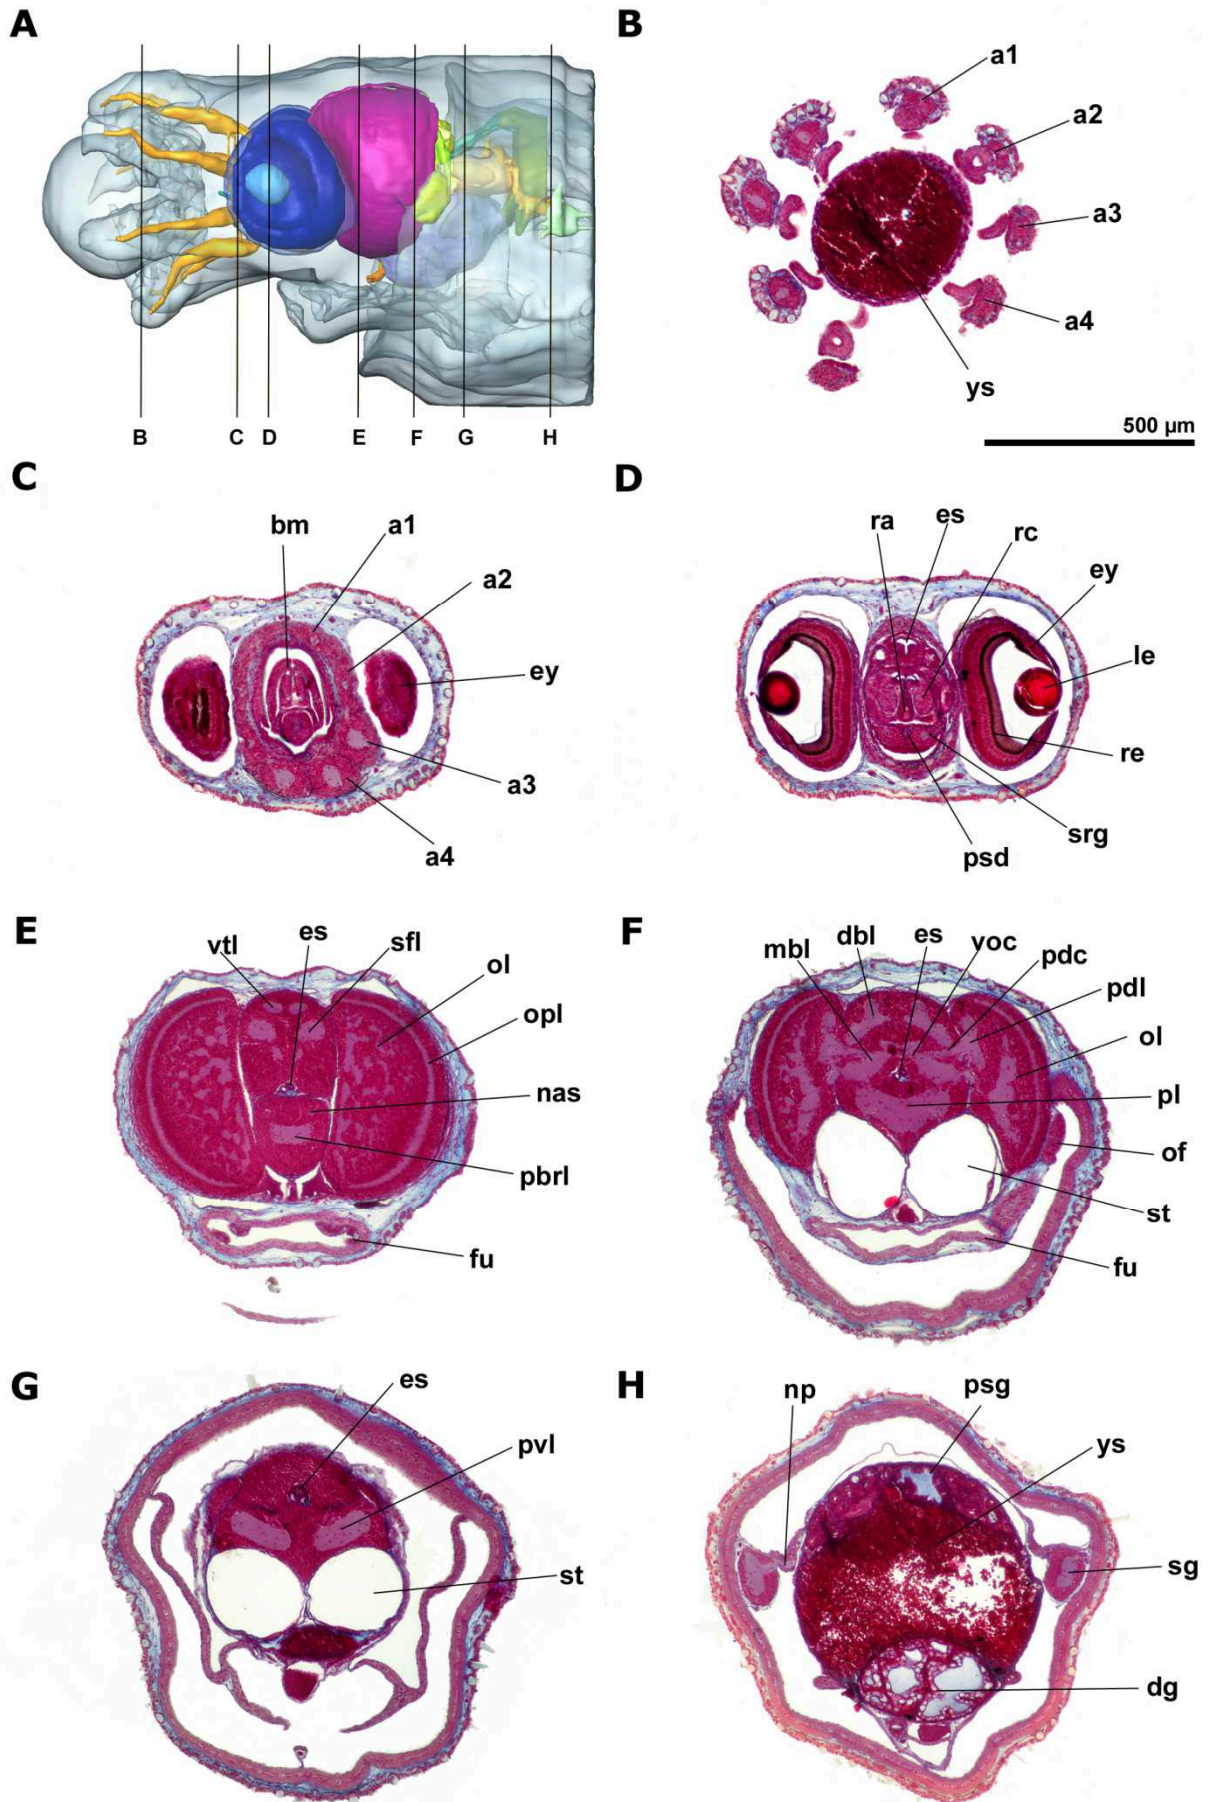 A
B C D E F G H
B
a1
a2
a3
a4
ys
500 µm
C
bm a1
a2
ey
a3
a4
D
ra es rc
ey
le
re
srg
psd
E
vtl es sfl
ol
opl
nas
pbrl
fu
F
mbl dbl es voc
pdc
pdl
ol
pl
of
st
fu
G
es
pvl
st
H
np psg
ys
sg
dg